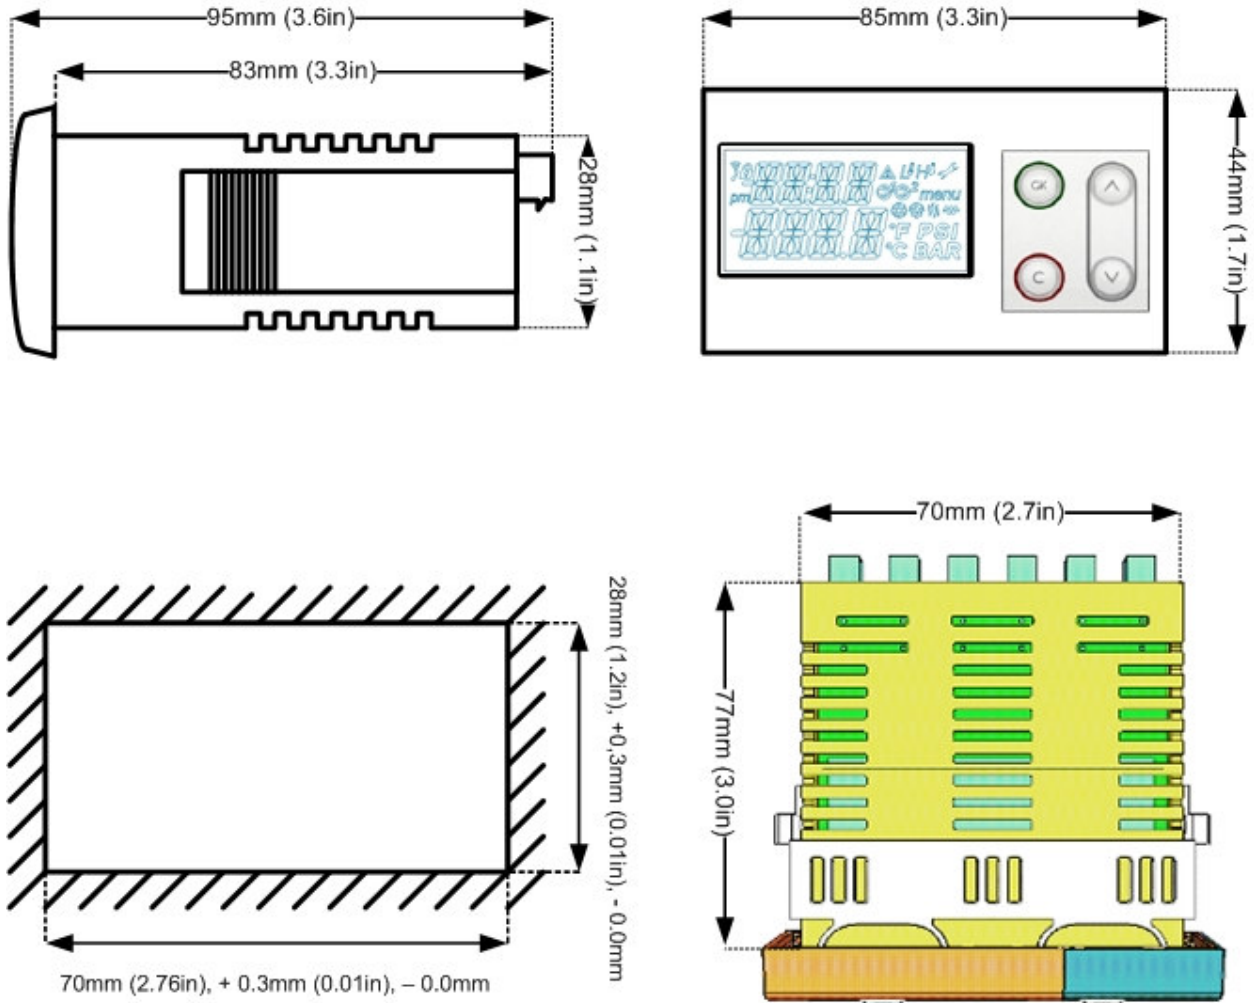 95mm (3.6in)
83mm (3.3in)
28mm (1.1in)
85mm (3.3in)
pm
menu
°F PSI
°C BAR
OK
C
44mm (1.7in)
28mm (1.2in), +0,3mm (0.01in), - 0.0mm
70mm (2.76in), + 0.3mm (0.01in), – 0.0mm
70mm (2.7in)
77mm (3.0in)